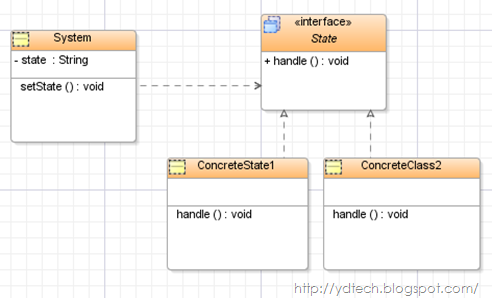 System
- state : String
setState () : void
«interface»
State
+ handle () : void
ConcreteState1
handle () : void
ConcreteClass2
handle () : void
http://ydtech.blogspot.com/